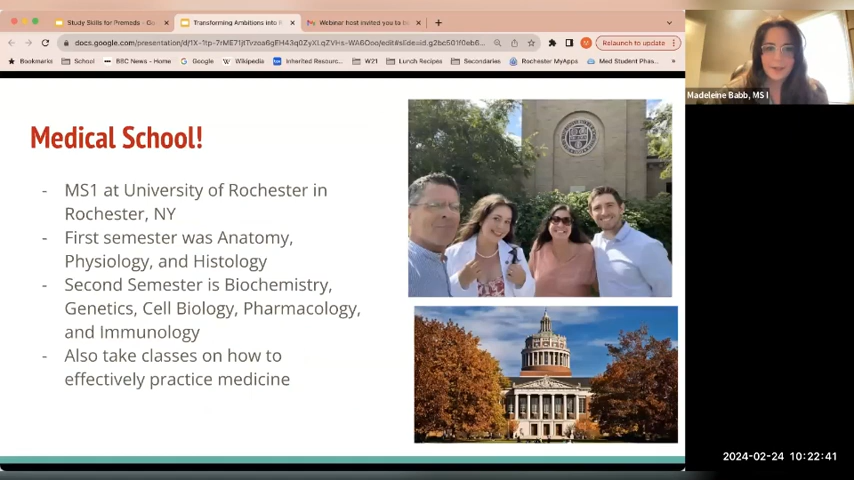 Study Skills for Premeds - Go
Transforming Ambitions into R
Webinar host invited you to be
Relaunch to update
Bookmarks
School
BBC News - Home
Google
Wikipedia
Inherited Resourc...
W21
Lunch Recipes
Secondaries
Rochester MyApps
Med Student Phas...
Madeleine Babb, MS I
Medical School!
- MS1 at University of Rochester in
Rochester, NY
- First semester was Anatomy,
Physiology, and Histology
- Second Semester is Biochemistry,
Genetics, Cell Biology, Pharmacology,
and Immunology
- Also take classes on how to
effectively practice medicine
2024-02-24 10:22:41